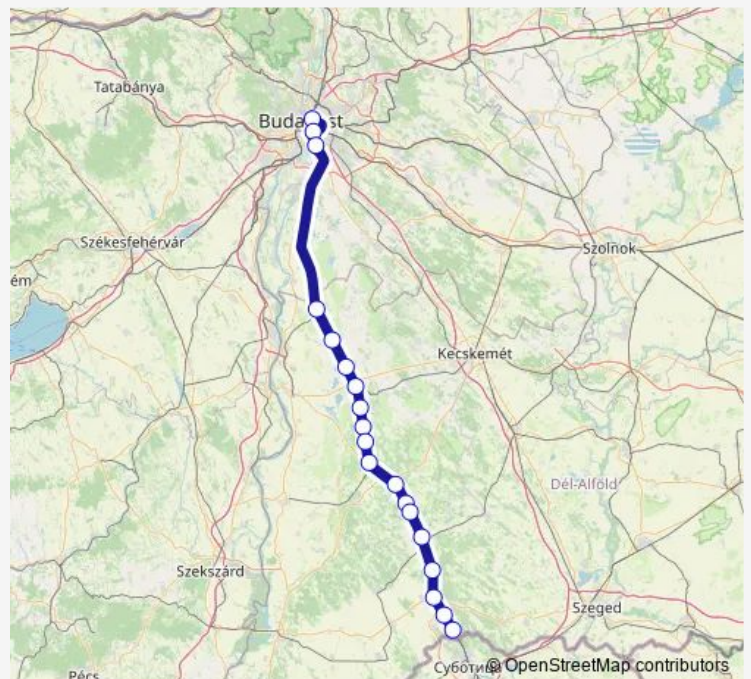 Tatabánya
Budapest
Székesfehérvár
Szolnok
ém
Kecskemét
Dél-Alföld
Szekszárd
Szeged
Pécs
Суботица
© OpenStreetMap contributors